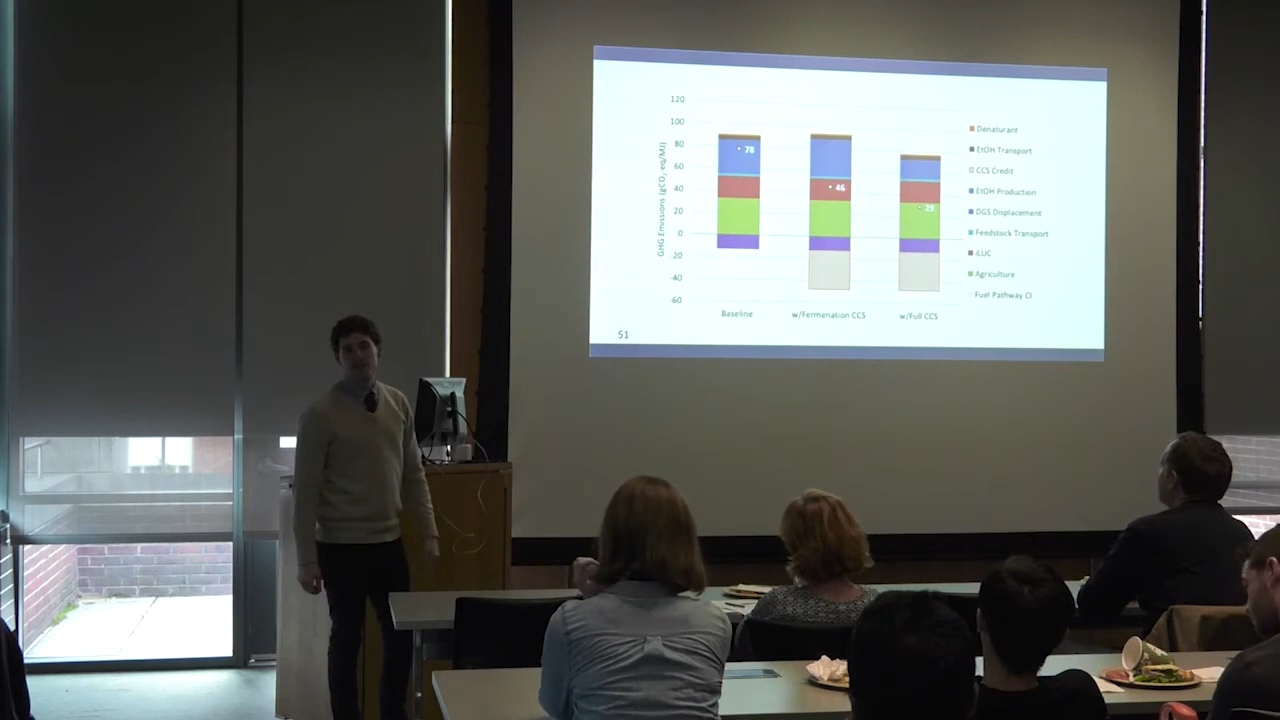 120
100
80
60
40
20
0
-20
-40
-60
GHG Emissions (gCO2-eq/MJ)
78
46
29
Baseline
w/Fermenation CCS
w/Full CCS
Denaturant
EtOH Transport
CCS Credit
EtOH Production
DGS Displacement
Feedstock Transport
iLUC
Agriculture
Fuel Pathway CI
51